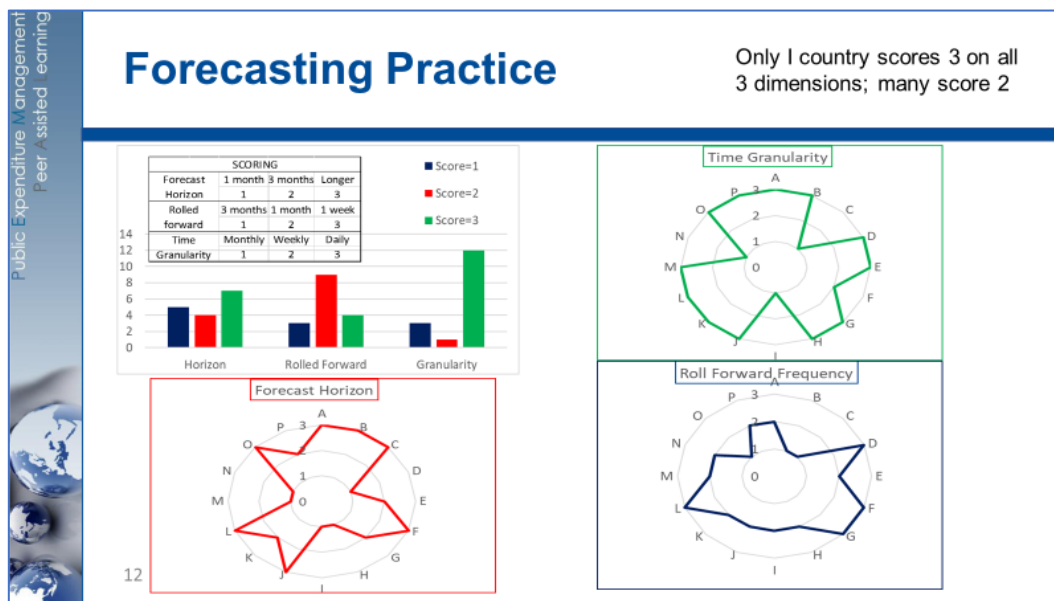 Public Expenditure Management
Peer Assisted Learning
Forecasting Practice
Only I country scores 3 on all
3 dimensions; many score 2
SCORING
Forecast 1 month 3 months Longer
Horizon 1 2 3
Rolled 3 months 1 month 1 week
forward 1 2 3
Time Monthly Weekly Daily
Granularity 1 2 3
Score=1
Score=2
Score=3
14
12
10
8
6
4
2
0
Horizon Rolled Forward Granularity
Time Granularity
A
B
C
D
E
F
G
H
I
J
K
L
M
N
O
P
3
2
1
0
Forecast Horizon
A
B
C
D
E
F
G
H
I
J
K
L
M
N
O
P
3
2
1
0
Roll Forward Frequency
A
B
C
D
E
F
G
H
I
J
K
L
M
N
O
P
3
2
1
0
12